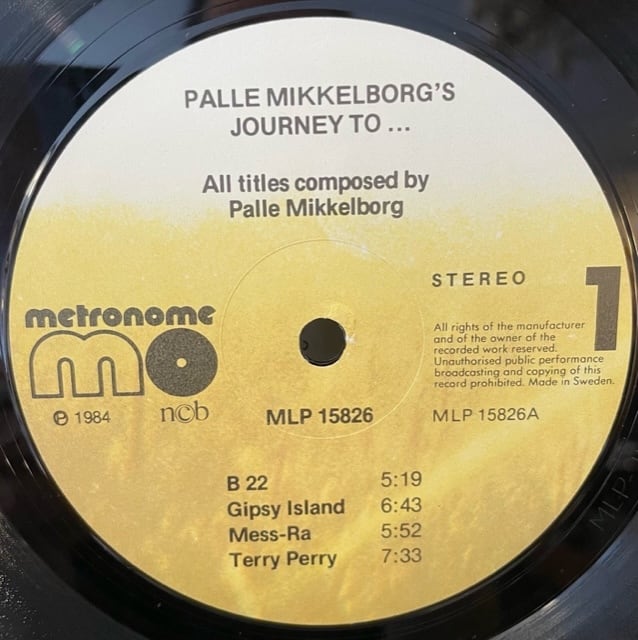 PALLE MIKKELBORG'S
JOURNEY TO ...
All titles composed by
Palle Mikkelborg
STEREO
1
metronome
mo
All rights of the manufacturer
and of the owner of the
recorded work reserved.
Unauthorised public performance
broadcasting and copying of this
record prohibited. Made in Sweden.
℗ 1984
ncb
MLP 15826
MLP 15826A
B 22 5:19
Gipsy Island 6:43
Mess-Ra 5:52
Terry Perry 7:33
MLP